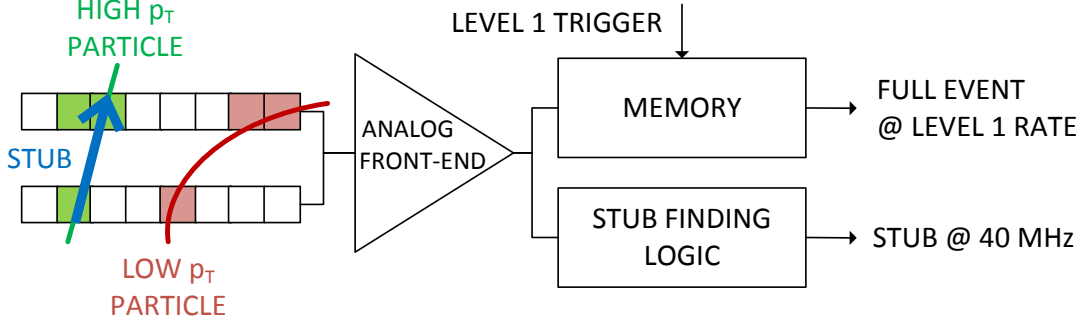 HIGH pT
PARTICLE
STUB
LOW pT
PARTICLE
ANALOG
FRONT-END
LEVEL 1 TRIGGER
MEMORY
FULL EVENT
@ LEVEL 1 RATE
STUB FINDING
LOGIC
STUB @ 40 MHz